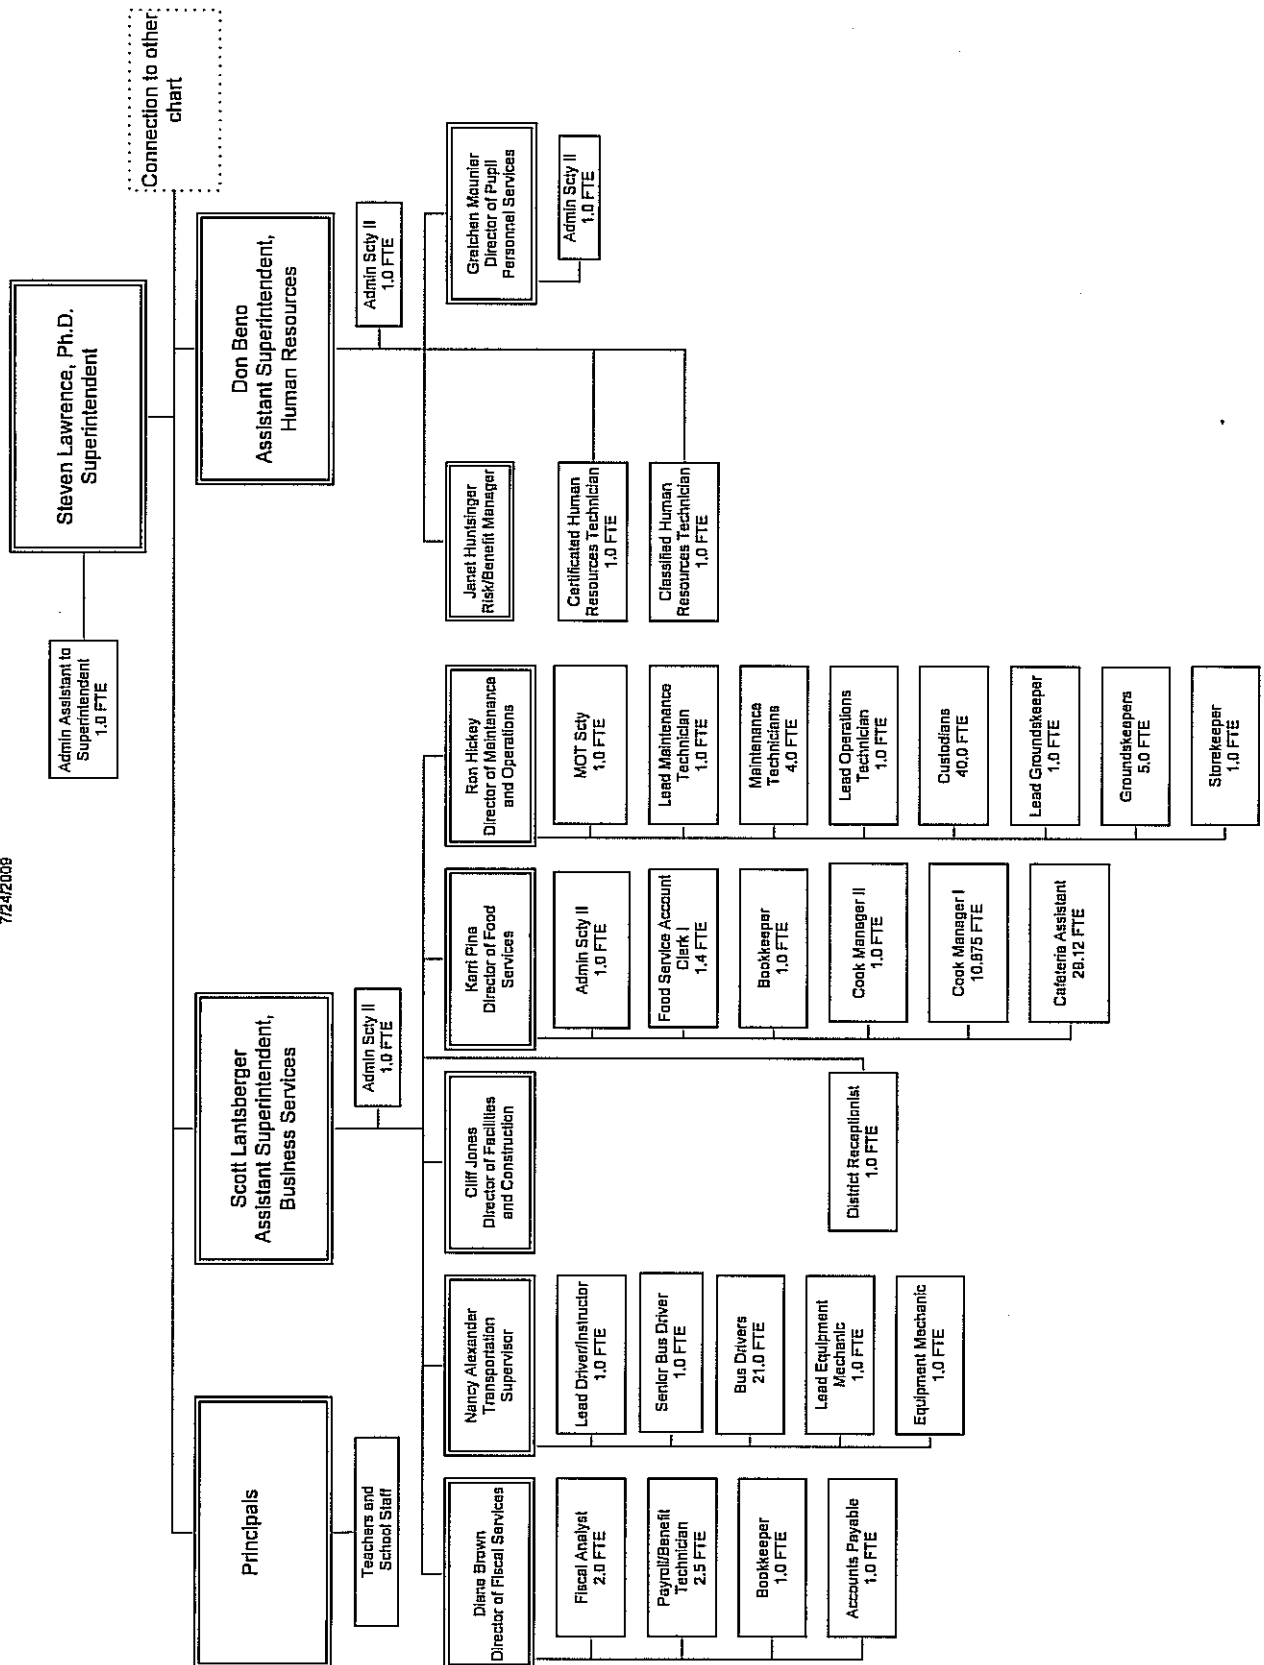 7/24/2009
Steven Lawrence, Ph.D.
Superintendent
Admin Assistant to
Superintendent
1.0 FTE
Connection to other
chart
Principals
Teachers and
School Staff
Scott Lantsberger
Assistant Superintendent,
Business Services
Admin Scty II
1.0 FTE
Don Beno
Assistant Superintendent,
Human Resources
Admin Scty II
1.0 FTE
Diane Brown
Director of Fiscal Services
Fiscal Analyst
2.0 FTE
Payroll/Benefit
Technician
2.5 FTE
Bookkeeper
1.0 FTE
Accounts Payable
1.0 FTE
Nancy Alexander
Transportation
Supervisor
Lead Driver/Instructor
1.0 FTE
Senior Bus Driver
1.0 FTE
Bus Drivers
21.0 FTE
Lead Equipment
Mechanic
1.0 FTE
Equipment Mechanic
1.0 FTE
Cliff Jones
Director of Facilities
and Construction
District Receptionist
1.0 FTE
Kerri Pina
Director of Food
Services
Admin Scty II
1.0 FTE
Food Service Account
Clerk I
1.4 FTE
Bookkeeper
1.0 FTE
Cook Manager II
1.0 FTE
Cook Manager I
10.875 FTE
Cafeteria Assistant
FTE
Ron Hickey
Director of Maintenance
and Operations
MOT Scty
1.0 FTE
Lead Maintenance
Technician
1.0 FTE
Maintenance
Technicians
4.0 FTE
Lead Operations
Technician
1.0 FTE
Custodians
40.0 FTE
Lead Groundskeeper
1.0 FTE
Groundskeepers
5.0 FTE
Storekeeper
1.0 FTE
Janet Huntsinger
Risk/Benefit Manager
Certificated Human
Resources Technician
1.0 FTE
Classified Human
Resources Technician
1.0 FTE
Gretchen Mounier
Director of Pupil
Personnel Services
Admin Scty II
1.0 FTE